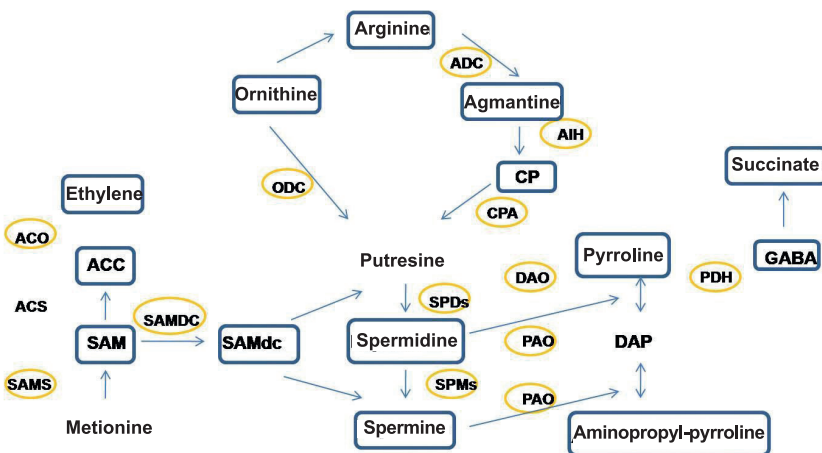 Arginine
ADC
Ornithine
Agmantine
AIH
Succinate
CP
Ethylene
ODC
CPA
ACO
Putresine
Pyrroline
GABA
ACC
DAO
PDH
ACS
SPDs
SAMDC
SAM
SAMdc
Spermidine
PAO
DAP
SAMS
SPMs
PAO
Metionine
Spermine
Aminopropyl-pyrroline